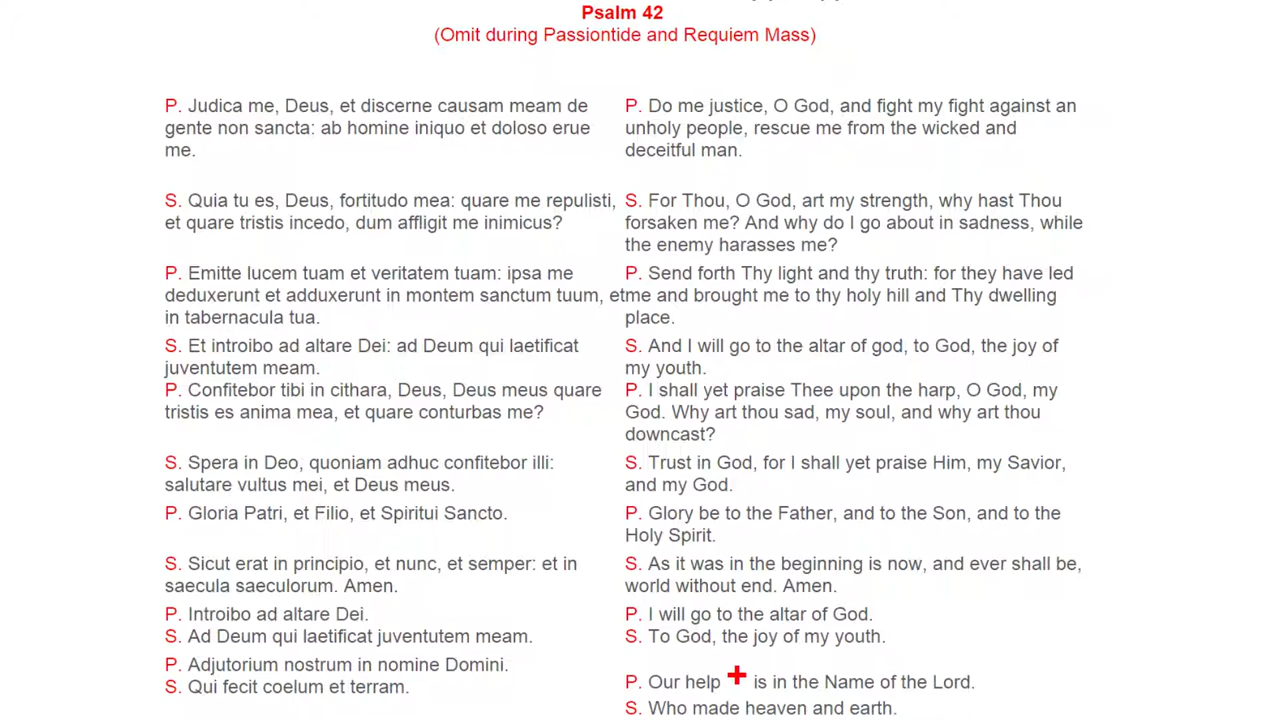 Psalm 42
(Omit during Passiontide and Requiem Mass)
P. Judica me, Deus, et discerne causam meam de
gente non sancta: ab homine iniquo et doloso erue
me.
P. Do me justice, O God, and fight my fight against an
unholy people, rescue me from the wicked and
deceitful man.
S. Quia tu es, Deus, fortitudo mea: quare me repulisti,
et quare tristis incedo, dum affligit me inimicus?
S. For Thou, O God, art my strength, why hast Thou
forsaken me? And why do I go about in sadness, while
the enemy harasses me?
P. Emitte lucem tuam et veritatem tuam: ipsa me
deduxerunt et adduxerunt in montem sanctum tuum, et
in tabernacula tua.
P. Send forth Thy light and thy truth: for they have led
me and brought me to thy holy hill and Thy dwelling
place.
S. Et introibo ad altare Dei: ad Deum qui laetificat
juventutem meam.
S. And I will go to the altar of god, to God, the joy of
my youth.
P. Confitebor tibi in cithara, Deus, Deus meus quare
tristis es anima mea, et quare conturbas me?
P. I shall yet praise Thee upon the harp, O God, my
God. Why art thou sad, my soul, and why art thou
downcast?
S. Spera in Deo, quoniam adhuc confitebor illi:
salutare vultus mei, et Deus meus.
S. Trust in God, for I shall yet praise Him, my Savior,
and my God.
P. Gloria Patri, et Filio, et Spiritui Sancto.
P. Glory be to the Father, and to the Son, and to the
Holy Spirit.
S. Sicut erat in principio, et nunc, et semper: et in
saecula saeculorum. Amen.
S. As it was in the beginning is now, and ever shall be,
world without end. Amen.
P. Introibo ad altare Dei.
P. I will go to the altar of God.
S. Ad Deum qui laetificat juventutem meam.
S. To God, the joy of my youth.
P. Adjutorium nostrum in nomine Domini.
P. Our help ✚ is in the Name of the Lord.
S. Qui fecit coelum et terram.
S. Who made heaven and earth.